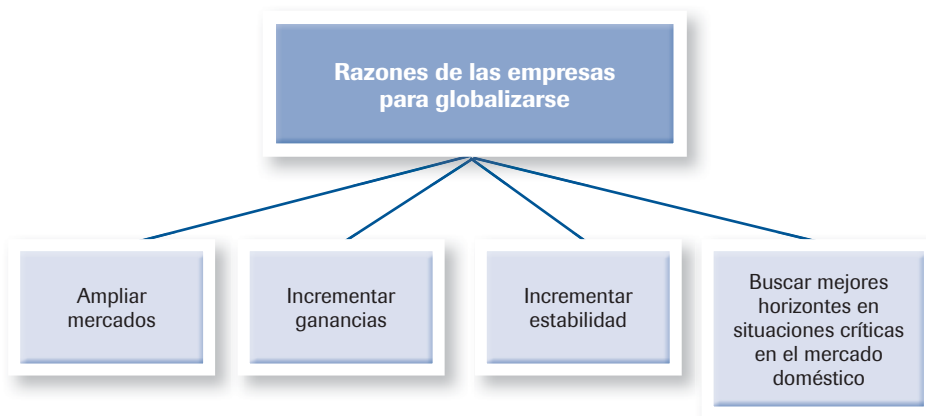 Razones de las empresas
para globalizarse
Ampliar
mercados
Incrementar
ganancias
Incrementar
estabilidad
Buscar mejores
horizontes en
situaciones críticas
en el mercado
doméstico